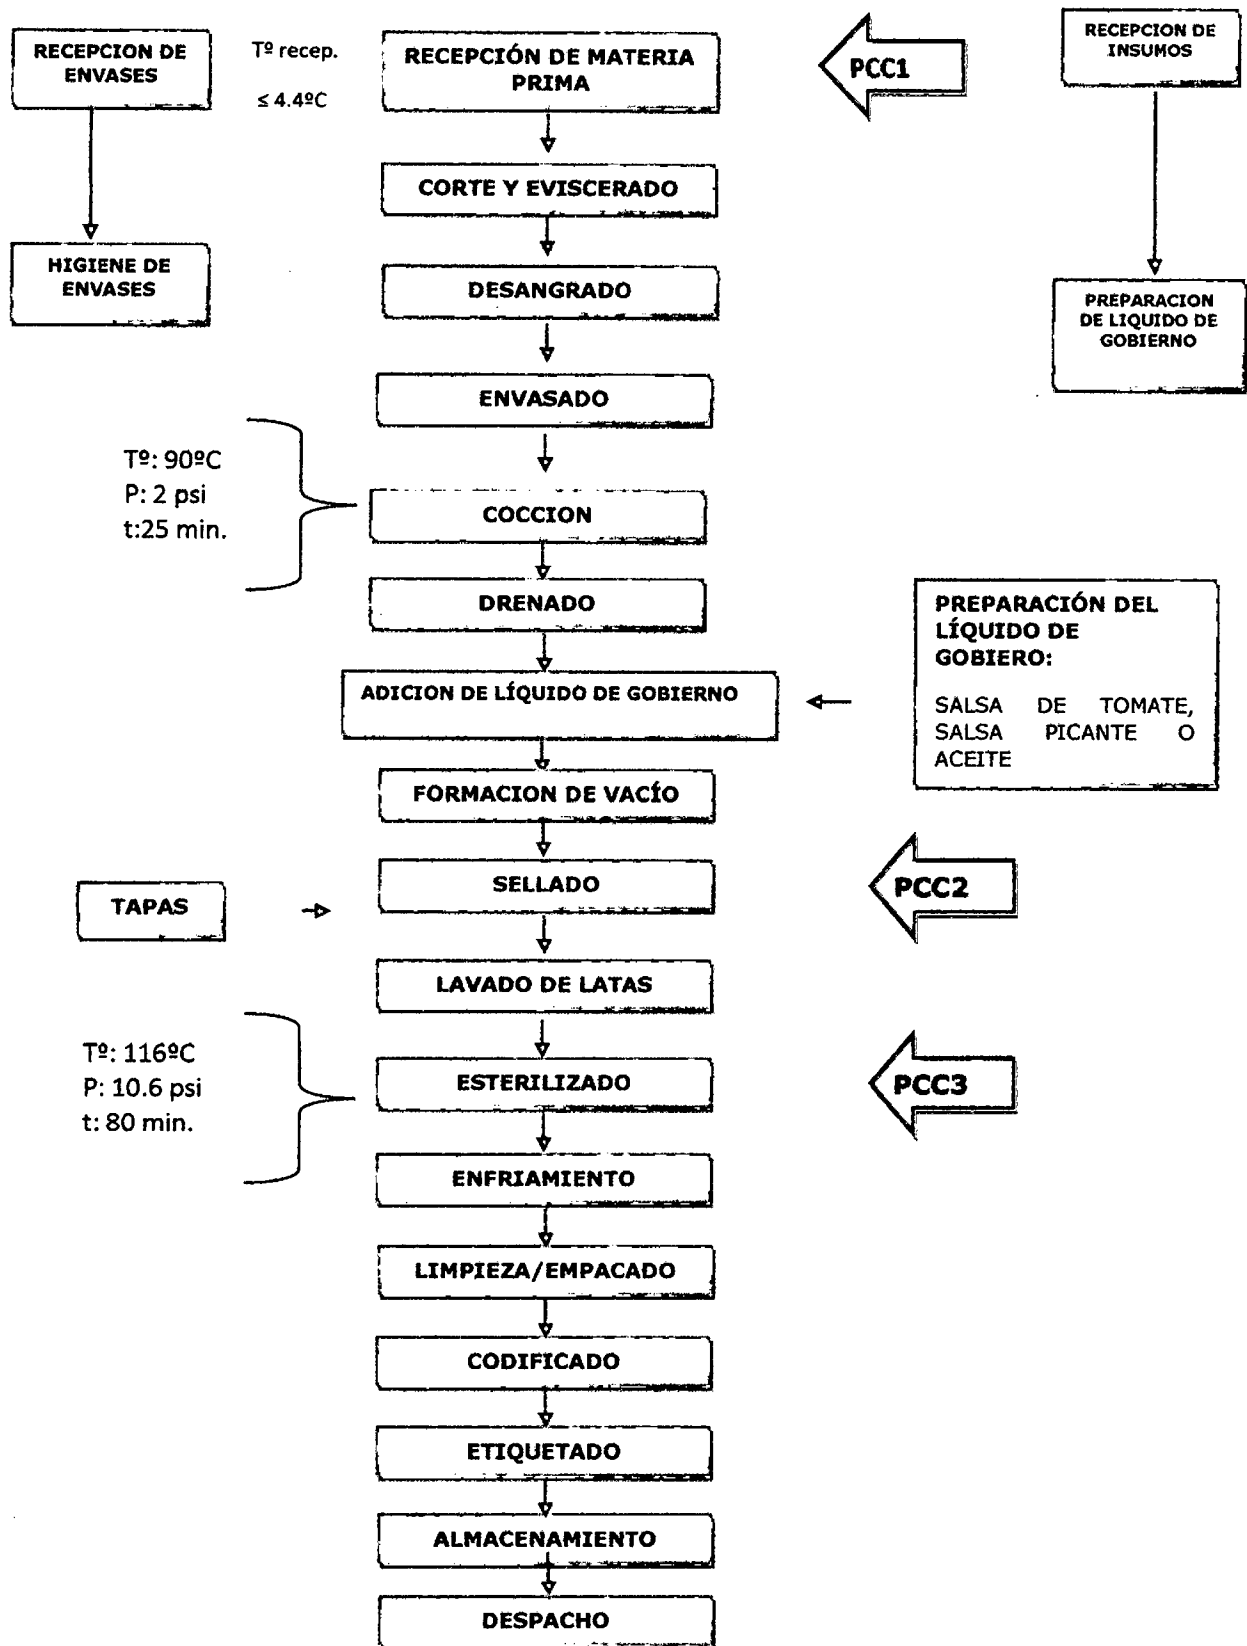 RECEPCION DE
ENVASES
Tº recep.
≤ 4.4ºC
RECEPCIÓN DE MATERIA
PRIMA
PCC1
RECEPCION DE
INSUMOS
CORTE Y EVISCERADO
HIGIENE DE
ENVASES
DESANGRADO
PREPARACION
DE LIQUIDO DE
GOBIERNO
ENVASADO
Tº: 90ºC
P: 2 psi
t:25 min.
COCCION
DRENADO
PREPARACIÓN DEL
LÍQUIDO DE
GOBIERO:
SALSA DE TOMATE,
SALSA PICANTE O
ACEITE
ADICION DE LÍQUIDO DE GOBIERNO
FORMACION DE VACÍO
SELLADO
PCC2
TAPAS
LAVADO DE LATAS
Tº: 116ºC
P: 10.6 psi
t: 80 min.
ESTERILIZADO
PCC3
ENFRIAMIENTO
LIMPIEZA/EMPACADO
CODIFICADO
ETIQUETADO
ALMACENAMIENTO
DESPACHO